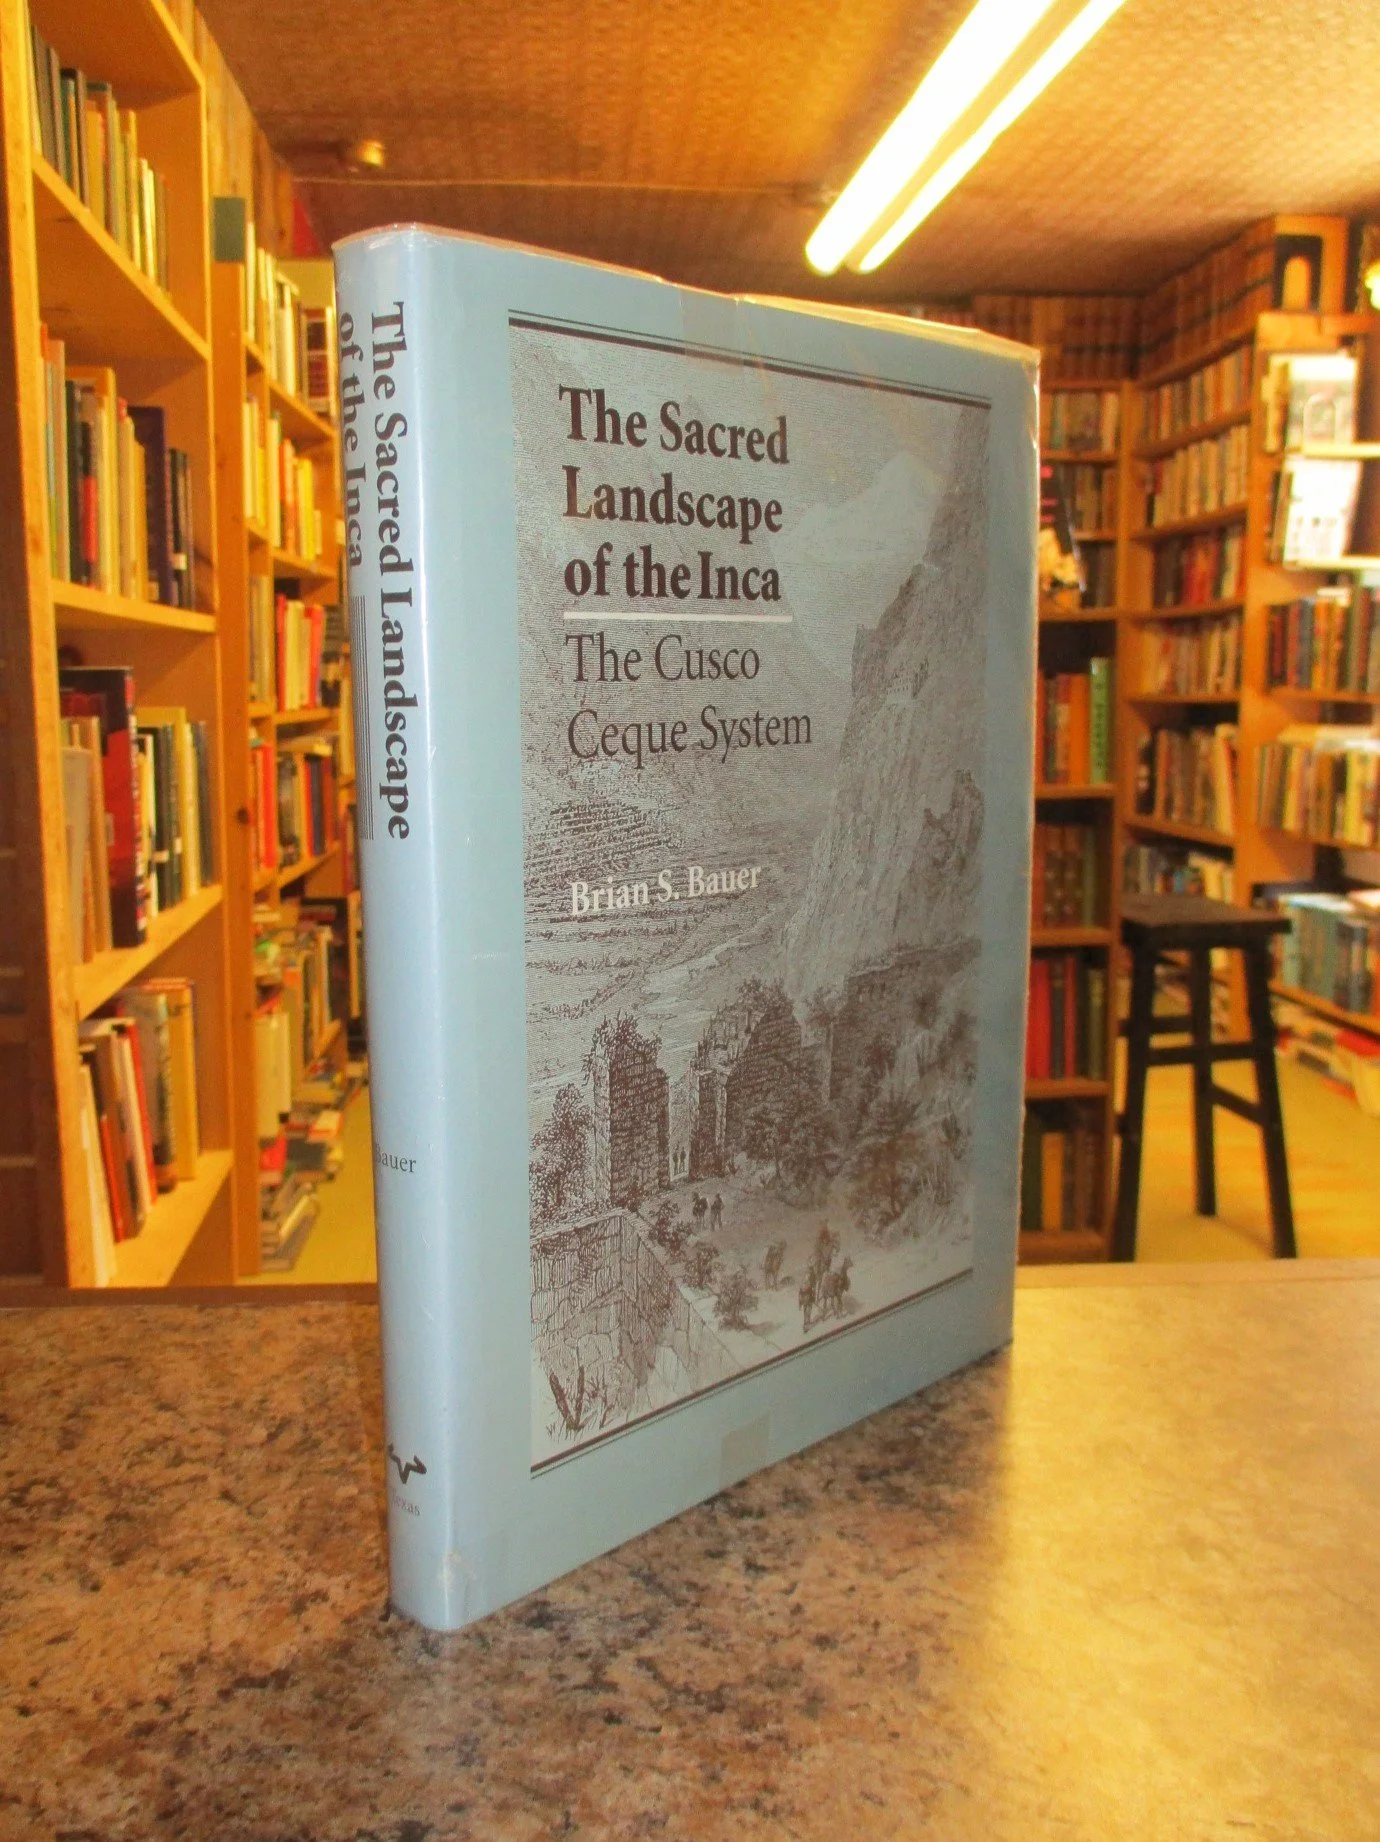 The Sacred Landscape
of the Inca
Bauer
Texas
The Sacred
Landscape
of the Inca
The Cusco
Ceque System
Brian S. Bauer